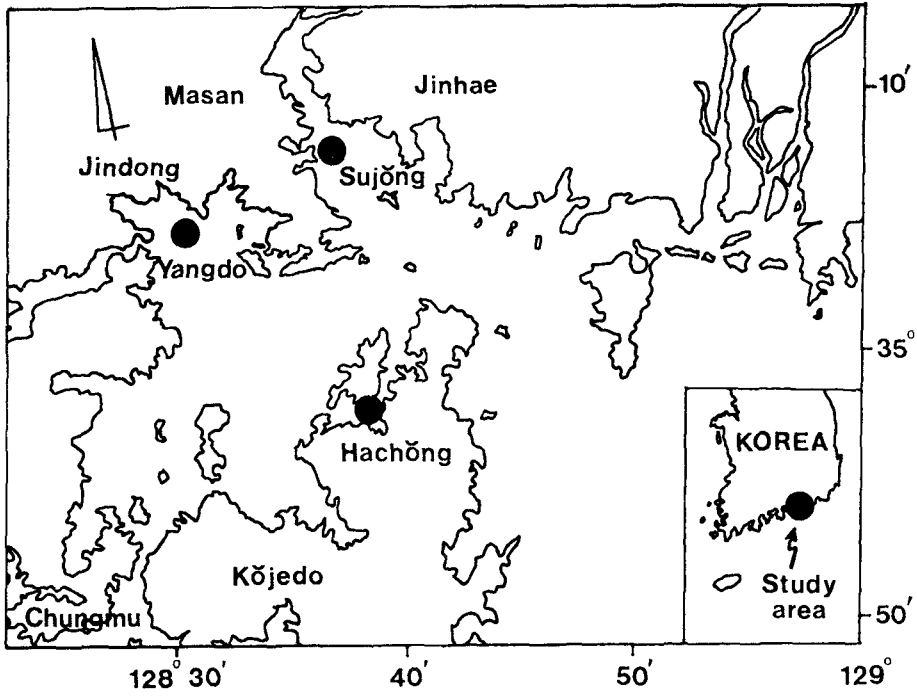 Masan
Jinhae
10′
Jindong
Sujŏng
Yangdo
35°
Hachŏng
KOREA
Kŏjedo
Study
area
Chungmu
50′
128° 30′
40′
50′
129°